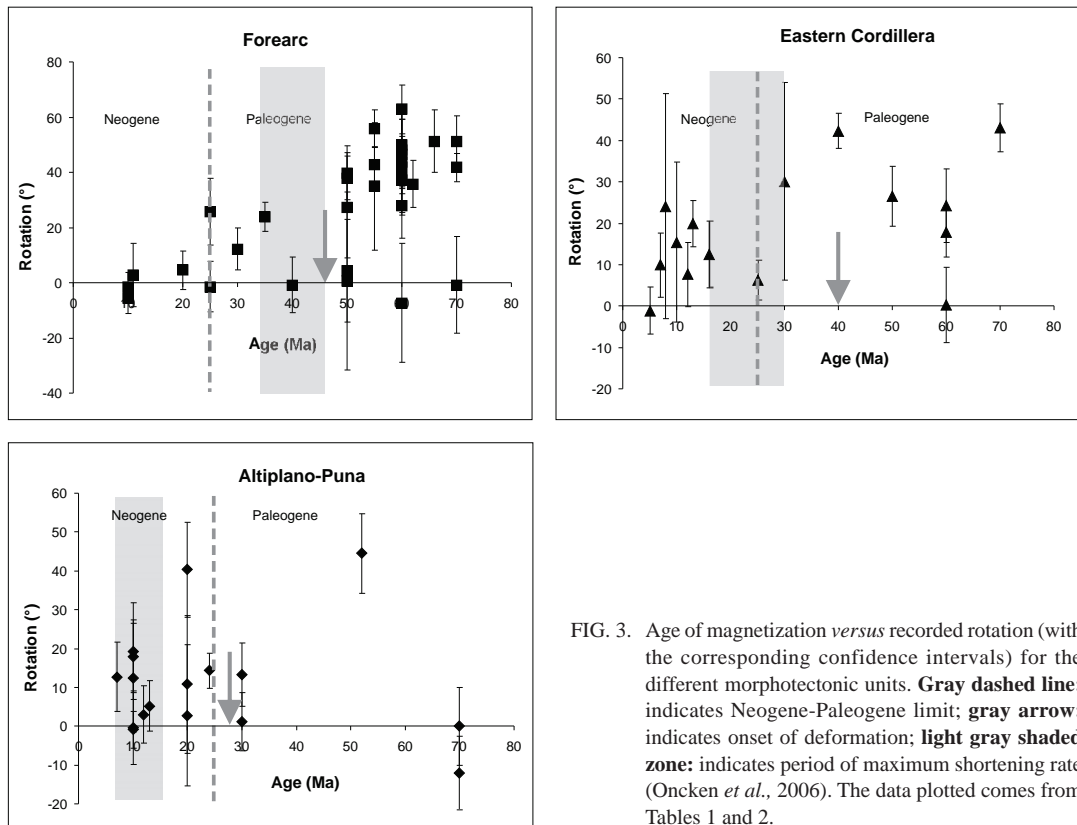 Forearc
80
60
40
20
0
-20
-40
Rotation (°)
Neogene
Paleogene
0 10 20 30 40 50 60 70 80
Age (Ma)
Eastern Cordillera
60
50
40
30
20
10
0
-10
-20
Rotation (°)
Neogene
Paleogene
0 10 20 30 40 50 60 70 80
Age (Ma)
Altiplano-Puna
60
50
40
30
20
10
0
-10
-20
Rotation (°)
Neogene
Paleogene
0 10 20 30 40 50 60 70 80
Age (Ma)
FIG. 3. Age of magnetization versus recorded rotation (with
the corresponding confidence intervals) for the
different morphotectonic units. Gray dashed line:
indicates Neogene-Paleogene limit; gray arrow:
indicates onset of deformation; light gray shaded
zone: indicates period of maximum shortening rate
(Oncken et al., 2006). The data plotted comes from
Tables 1 and 2.